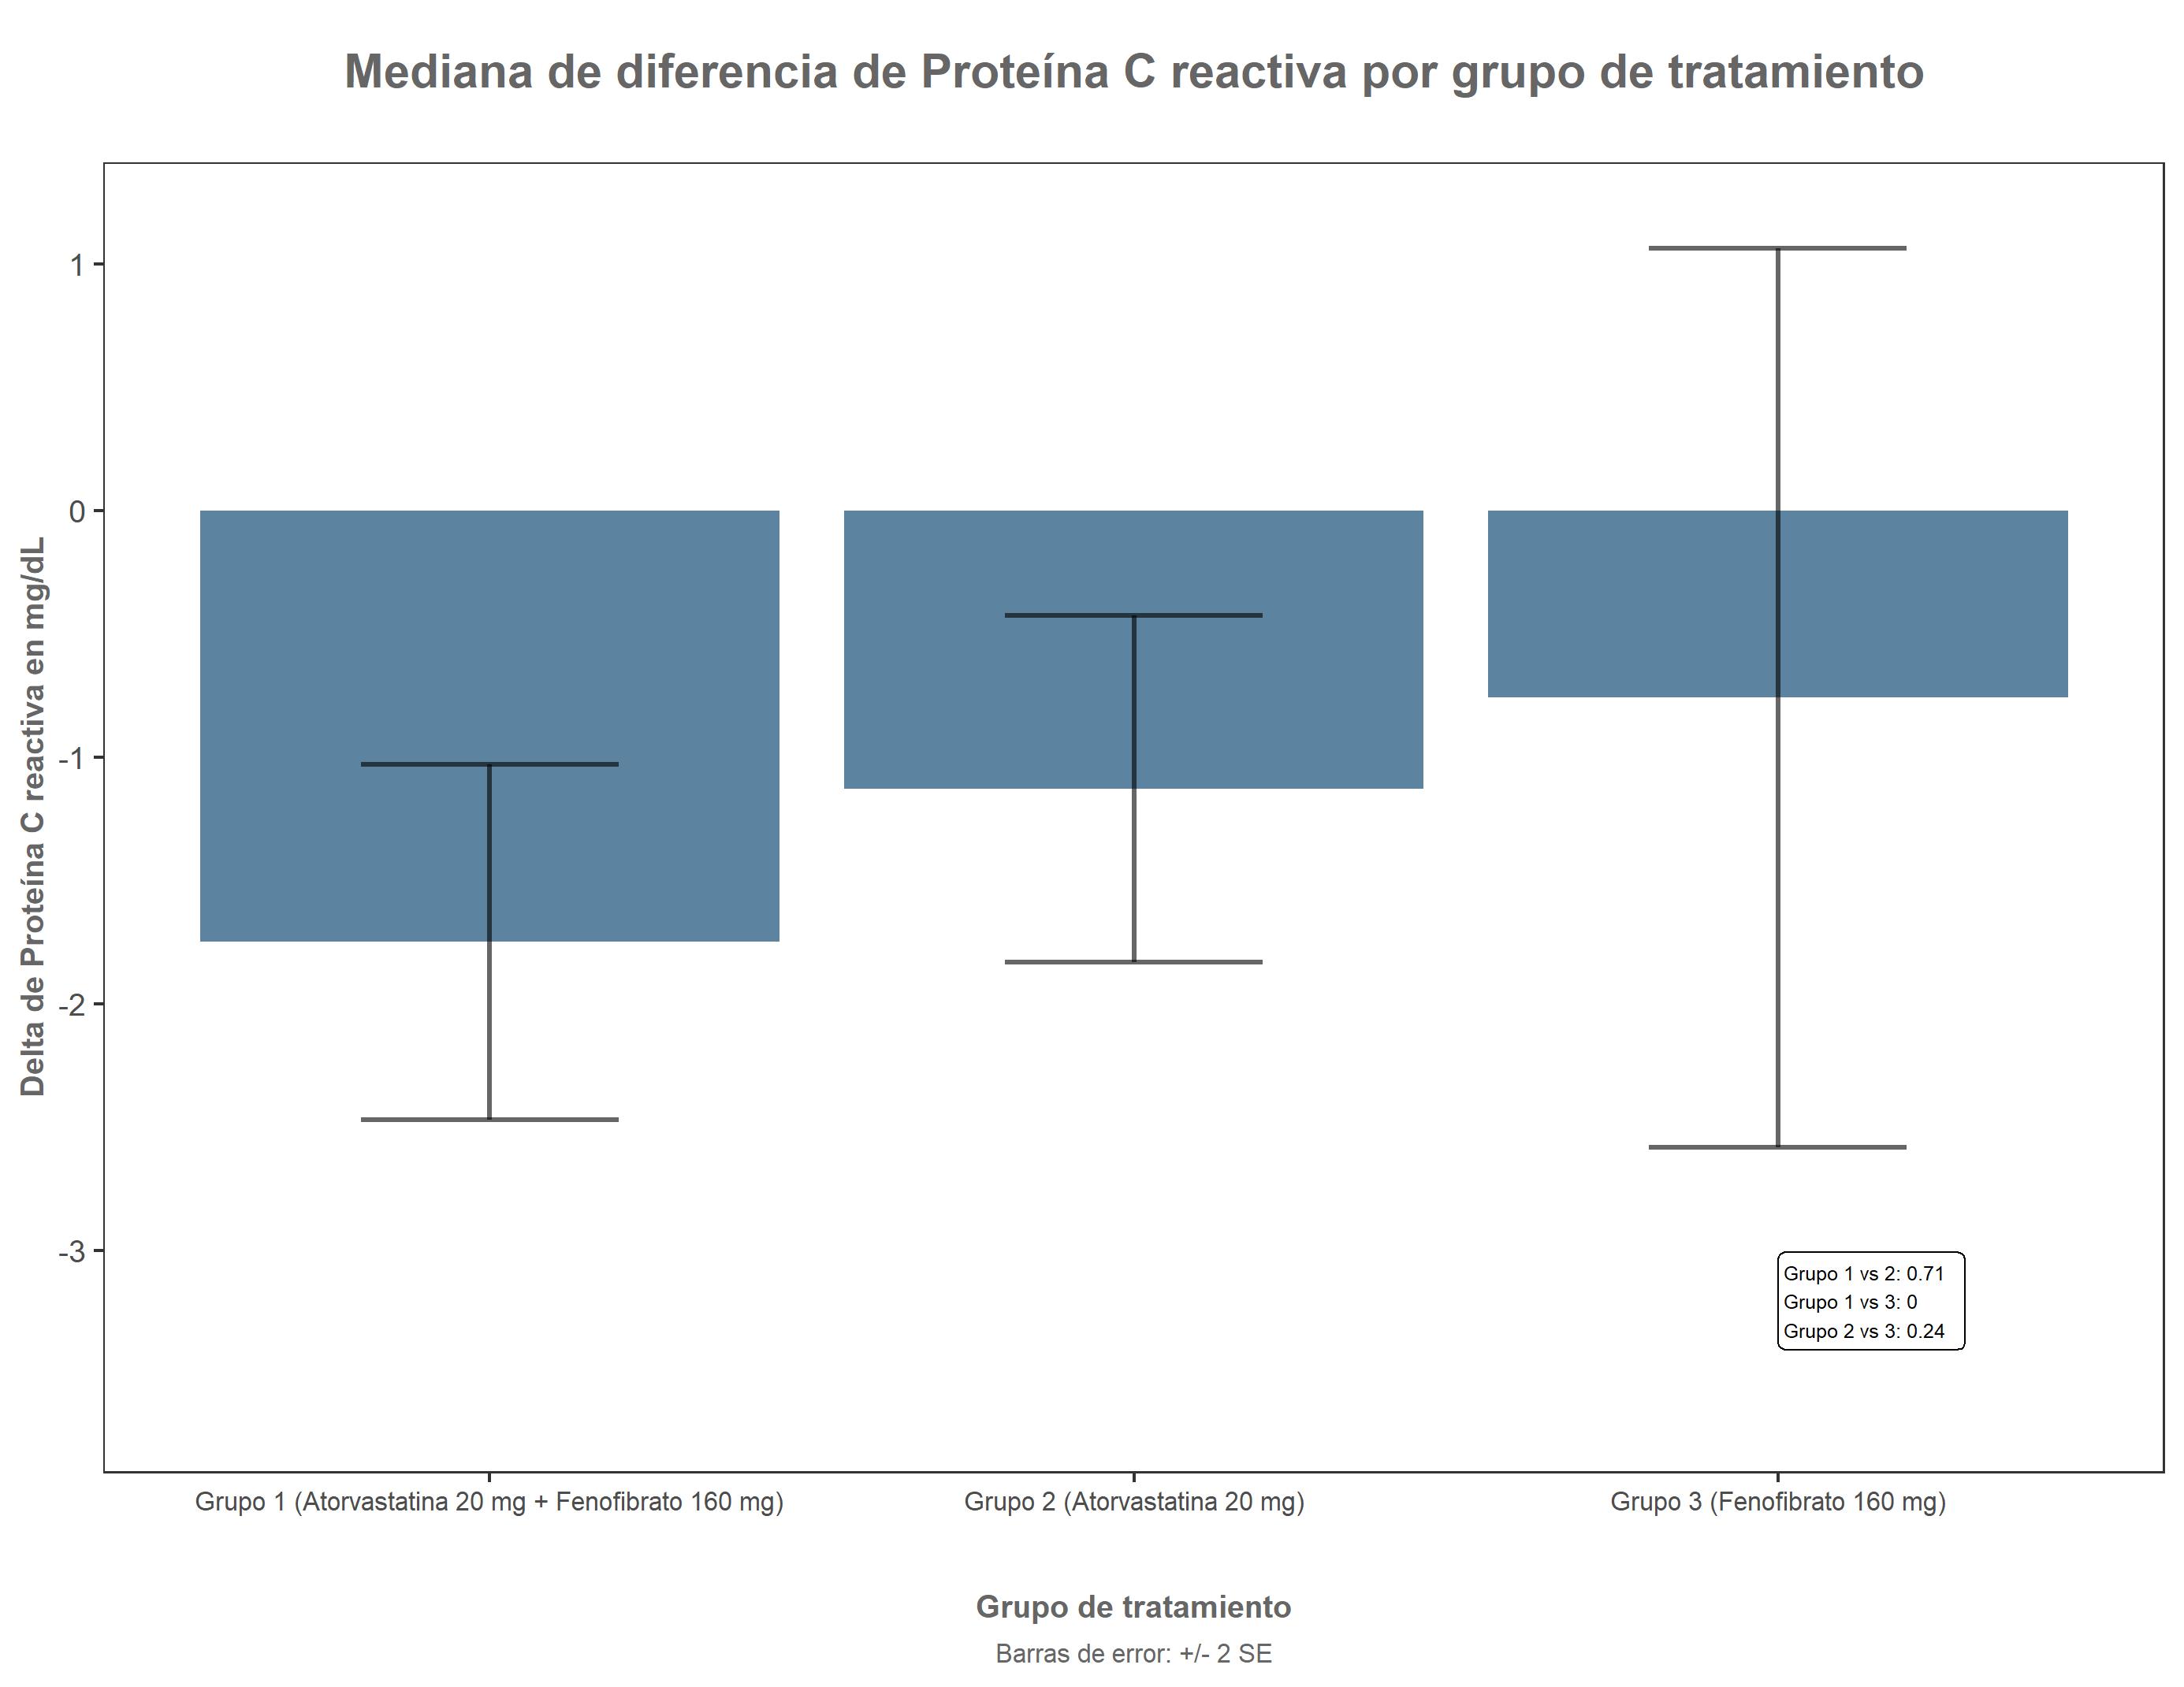 Mediana de diferencia de Proteína C reactiva por grupo de tratamiento
Delta de Proteína C reactiva en mg/dL
1
0
-1
-2
-3
Grupo 1 vs 2: 0.71
Grupo 1 vs 3: 0
Grupo 2 vs 3: 0.24
Grupo 1 (Atorvastatina 20 mg + Fenofibrato 160 mg)
Grupo 2 (Atorvastatina 20 mg)
Grupo 3 (Fenofibrato 160 mg)
Grupo de tratamiento
Barras de error: +/- 2 SE